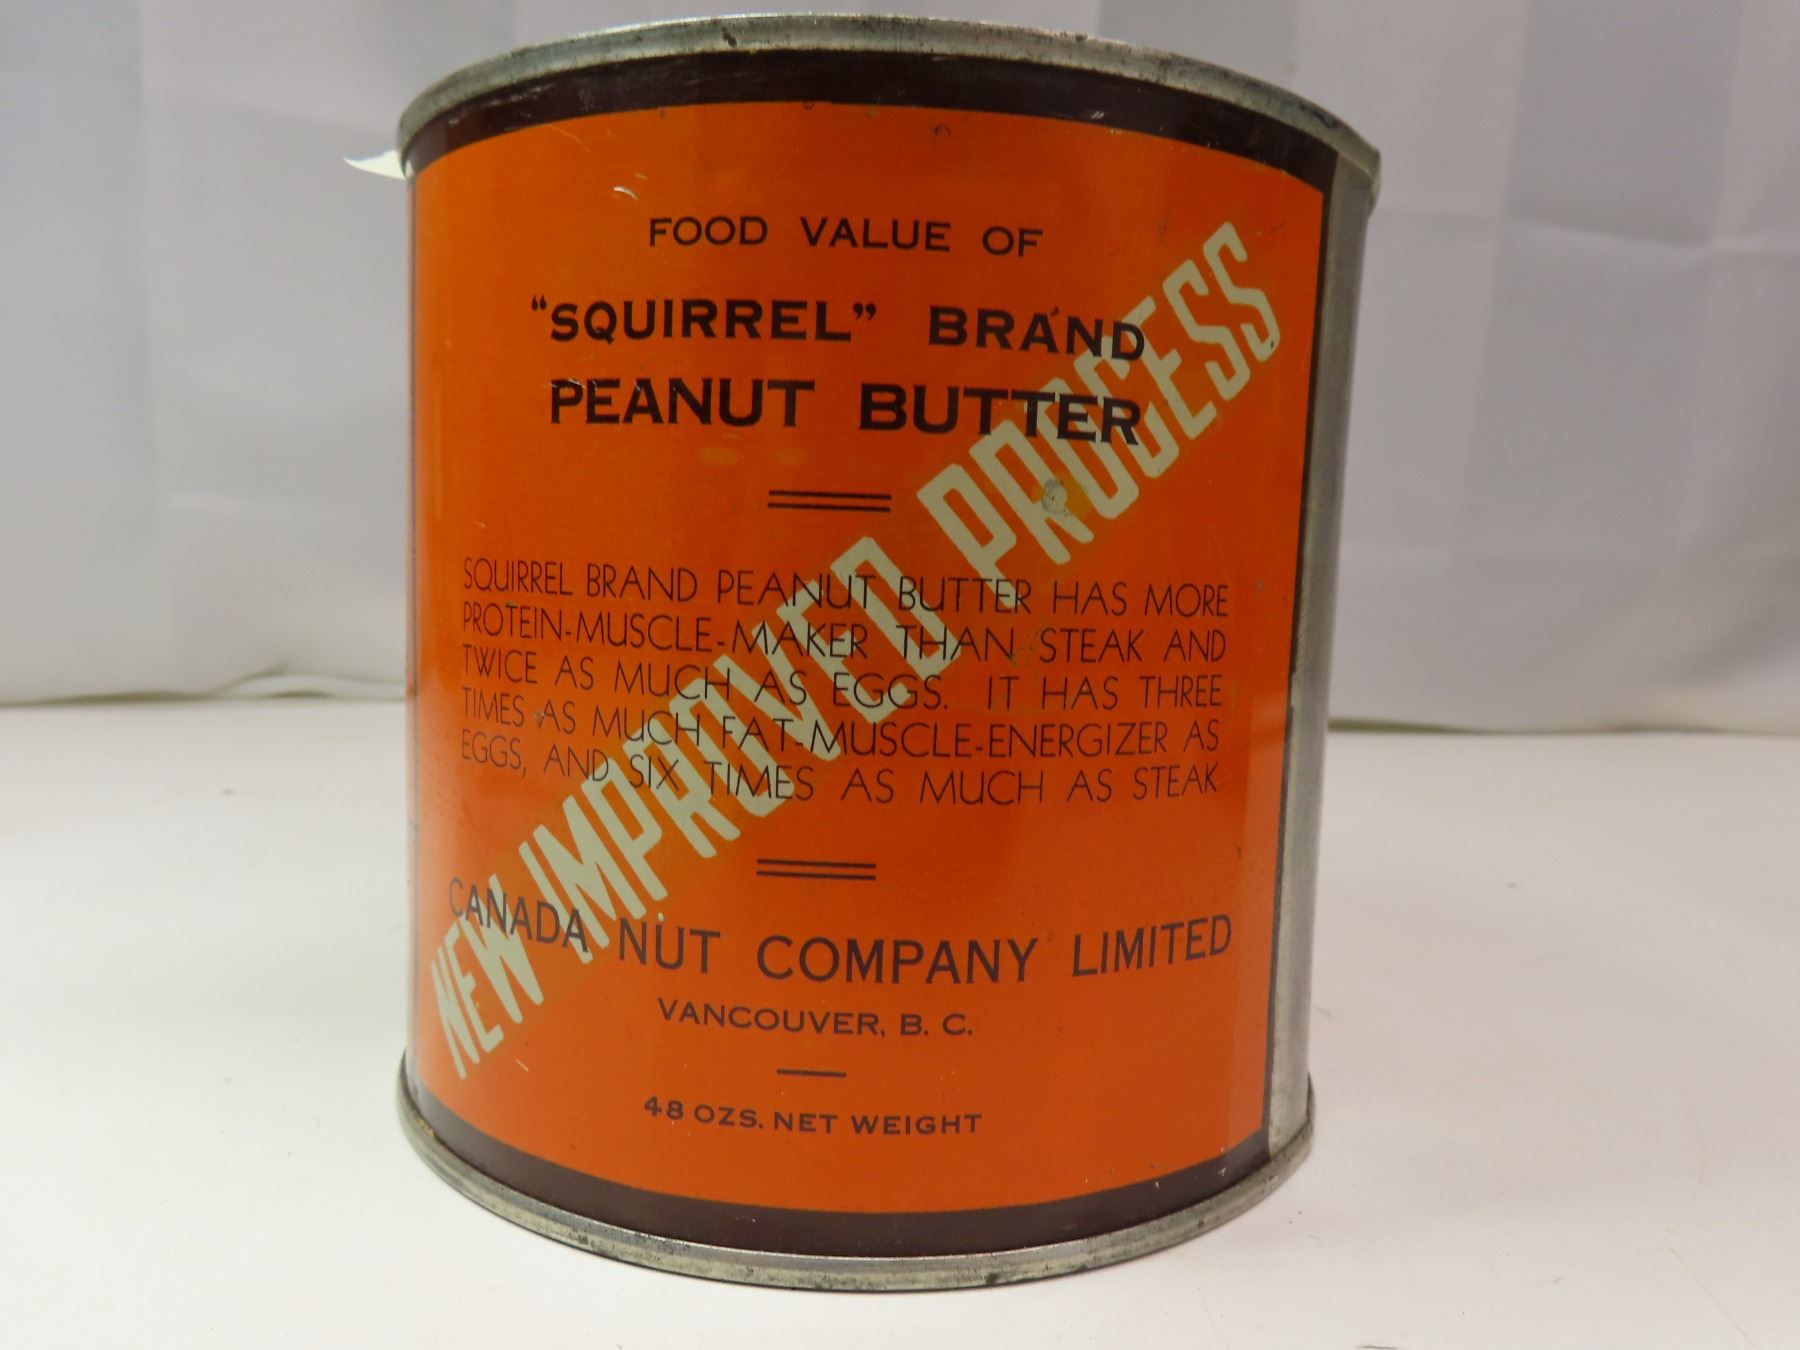 FOOD VALUE OF
"SQUIRREL" BRAND
PEANUT BUTTER
SQUIRREL BRAND PEANUT BUTTER HAS MORE
PROTEIN-MUSCLE-MAKER THAN STEAK AND
TWICE AS MUCH AS EGGS. IT HAS THREE
TIMES AS MUCH FAT-MUSCLE-ENERGIZER AS
EGGS, AND SIX TIMES AS MUCH AS STEAK
NEW IMPROVED PROCESS
CANADA NUT COMPANY LIMITED
VANCOUVER, B. C.
48 OZS. NET WEIGHT